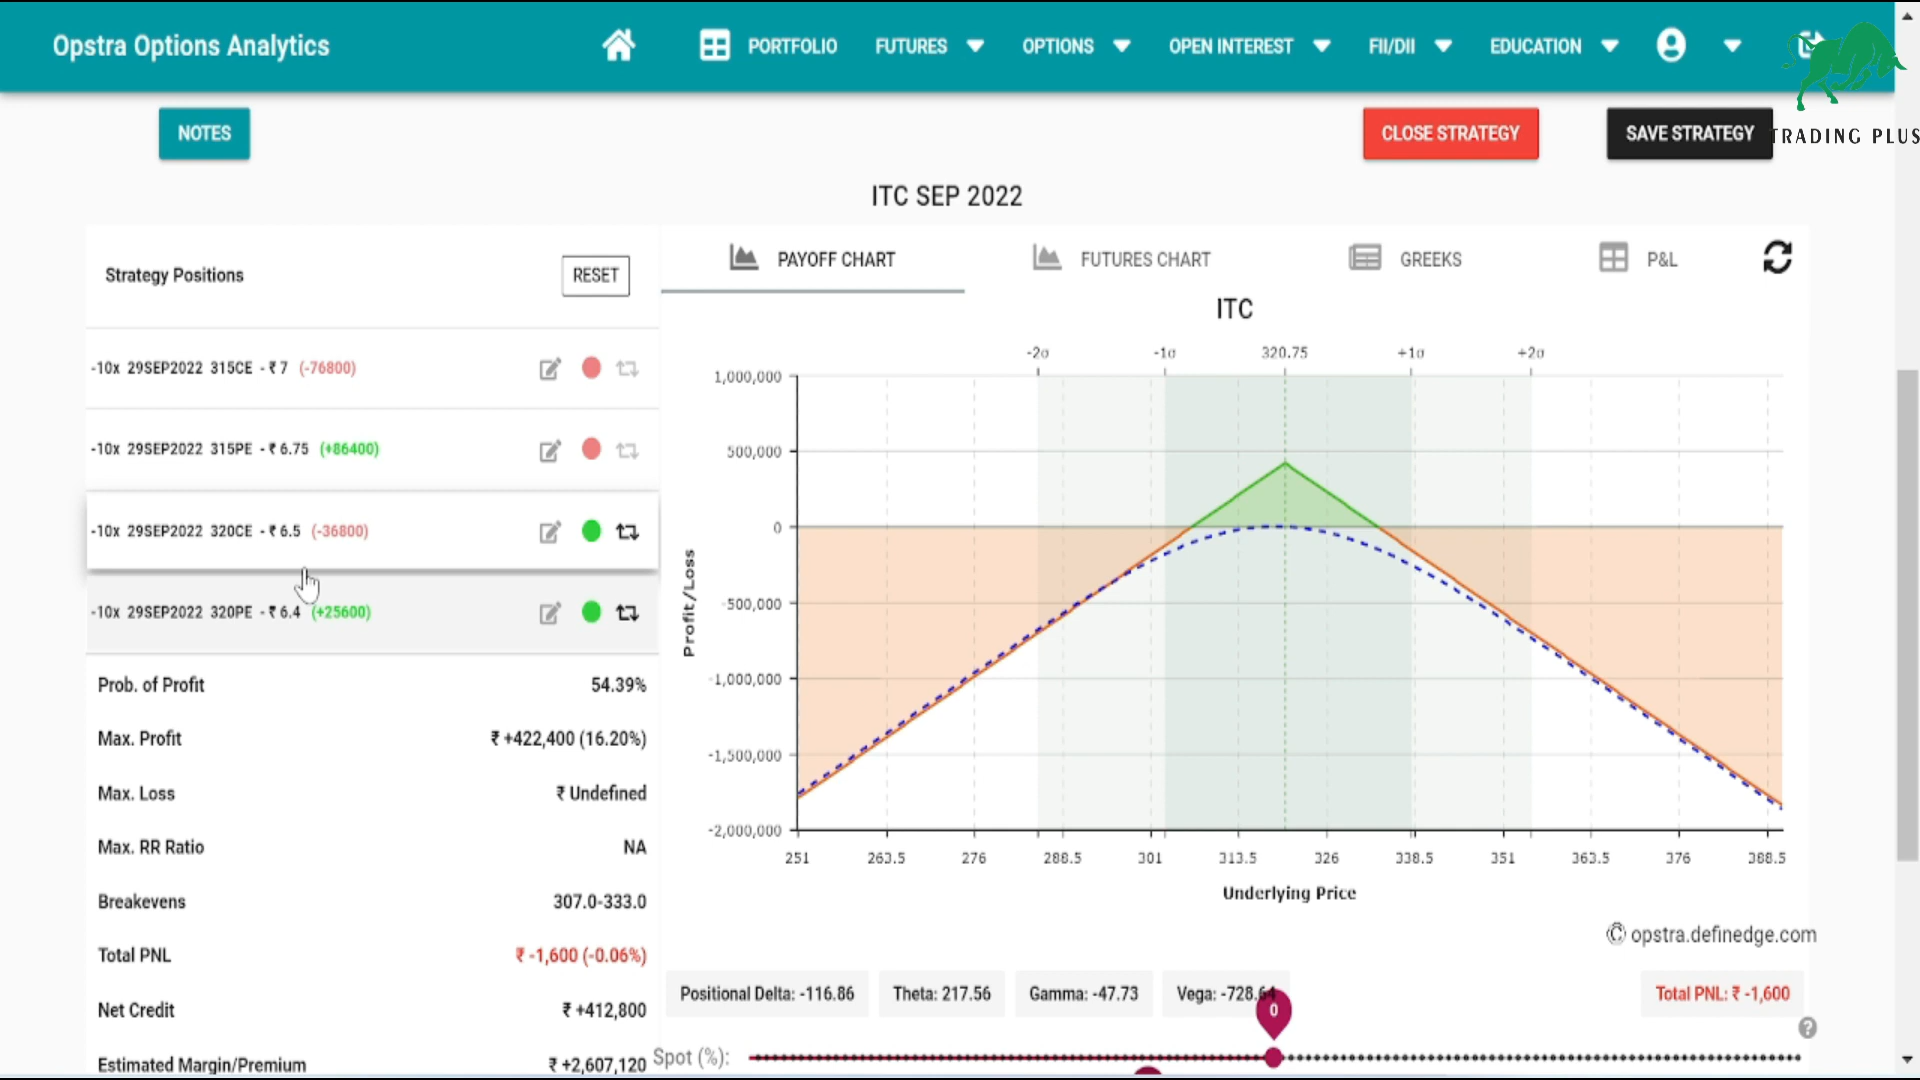 Opstra Options Analytics
PORTFOLIO FUTURES OPTIONS OPEN INTEREST FII/DII EDUCATION
NOTES
CLOSE STRATEGY
SAVE STRATEGY
TRADING PLUS
ITC SEP 2022
Strategy Positions
RESET
PAYOFF CHART
FUTURES CHART
GREEKS
P&L
-10x 29SEP2022 315CE - ₹ 7 (-76800)
-10x 29SEP2022 315PE - ₹ 6.75 (+86400)
-10x 29SEP2022 320CE - ₹ 6.5 (-36800)
-10x 29SEP2022 320PE - ₹ 6.4 (+25600)
Prob. of Profit 54.39%
Max. Profit ₹ +422,400 (16.20%)
Max. Loss ₹ Undefined
Max. RR Ratio NA
Breakevens 307.0-333.0
Total PNL ₹ -1,600 (-0.06%)
Net Credit ₹ +412,800
Estimated Margin/Premium ₹ +2,607,120
ITC
-2σ -1σ 320.75 +1σ +2σ
1,000,000
500,000
0
-500,000
-1,000,000
-1,500,000
-2,000,000
Profit/Loss
251 263.5 276 288.5 301 313.5 326 338.5 351 363.5 376 388.5
Underlying Price
© opstra.definedge.com
Positional Delta: -116.86
Theta: 217.56
Gamma: -47.73
Vega: -728.64
Total PNL: ₹ -1,600
0
?
Spot (%):